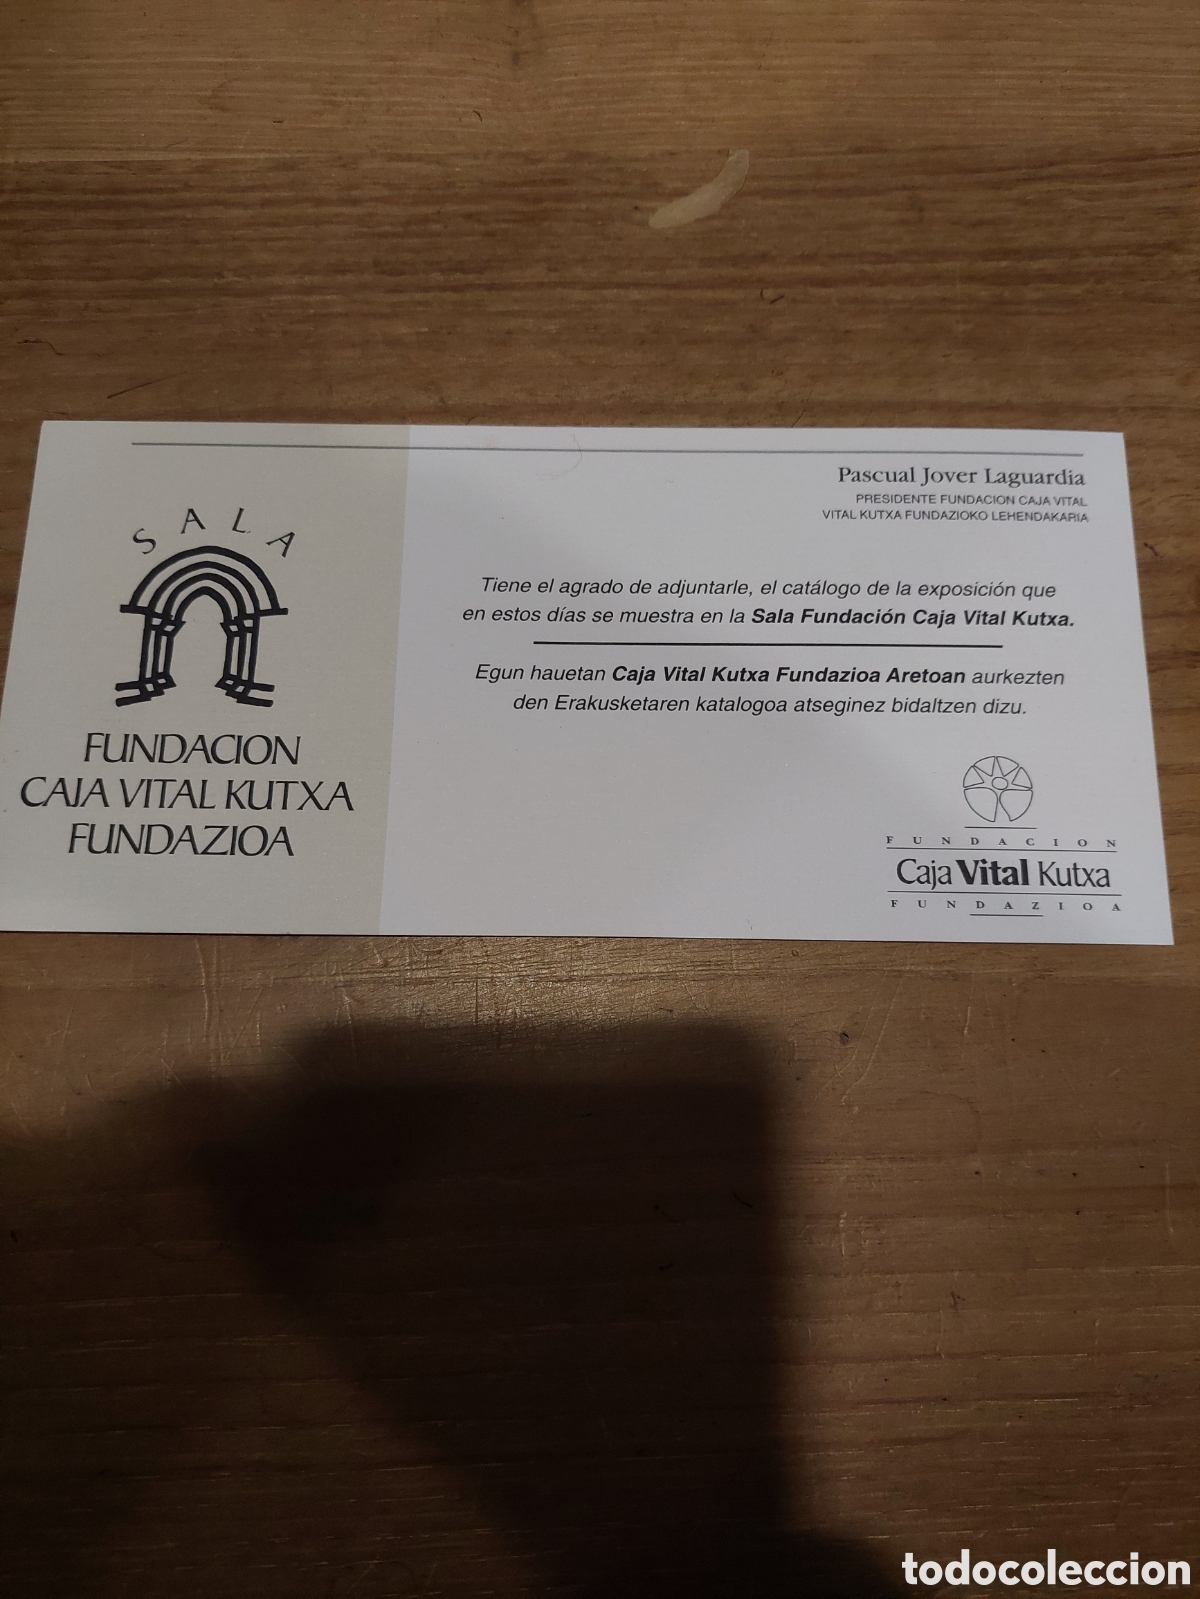 Pascual Jover Laguardia
PRESIDENTE FUNDACION CAJA VITAL
VITAL KUTXA FUNDAZIOKO LEHENDAKARIA
SALA
FUNDACION
CAJA VITAL KUTXA
FUNDAZIOA
Tiene el agrado de adjuntarle, el catálogo de la exposición que
en estos días se muestra en la Sala Fundación Caja Vital Kutxa.
Egun hauetan Caja Vital Kutxa Fundazioa Aretoan aurkezten
den Erakusketaren katalogoa atseginez bidaltzen dizu.
FUNDACION
Caja Vital Kutxa
FUNDAZIOA
todocoleccion